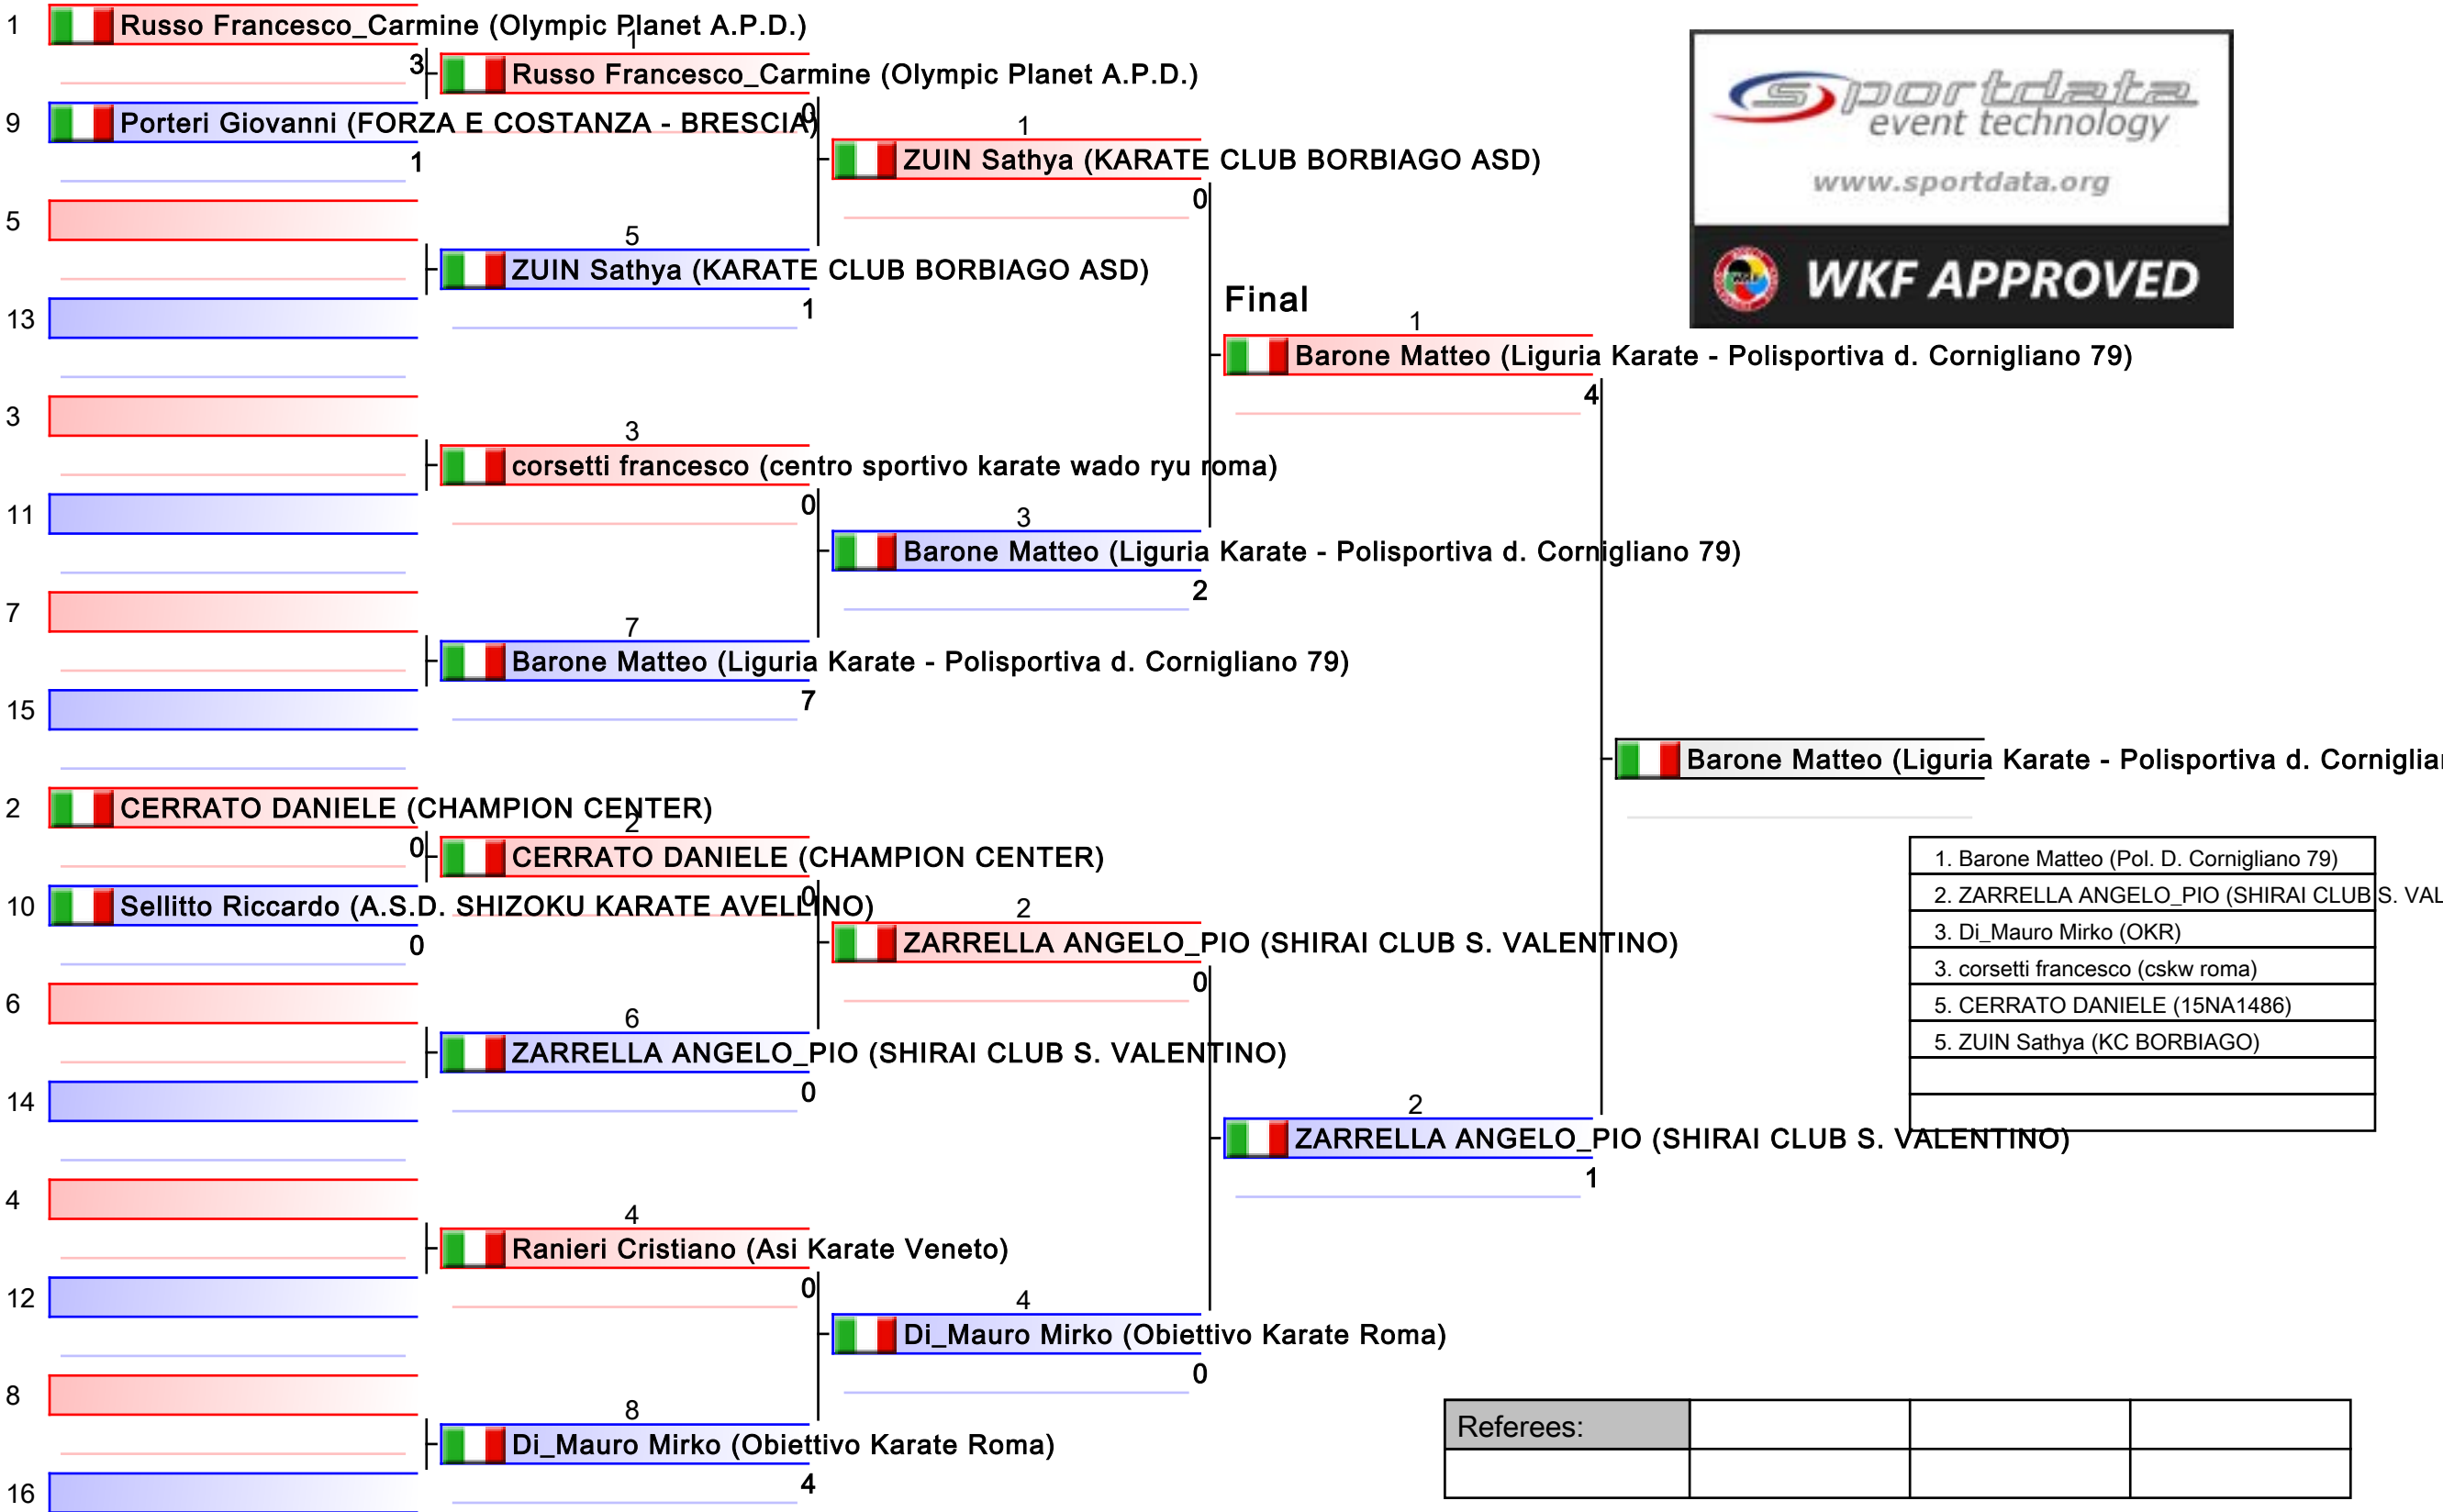 1 Russo Francesco_Carmine (Olympic Planet A.P.D.)
3
9 Porteri Giovanni (FORZA E COSTANZA - BRESCIA)
1
5
13
3
11
7
15
2 CERRATO DANIELE (CHAMPION CENTER)
0
10 Sellitto Riccardo (A.S.D. SHIZOKU KARATE AVELLINO)
0
6
14
4
12
8
16
1
Russo Francesco_Carmine (Olympic Planet A.P.D.)
0
5
ZUIN Sathya (KARATE CLUB BORBIAGO ASD)
1
3
corsetti francesco (centro sportivo karate wado ryu roma)
0
7
Barone Matteo (Liguria Karate - Polisportiva d. Cornigliano 79)
7
2
CERRATO DANIELE (CHAMPION CENTER)
0
6
ZARRELLA ANGELO_PIO (SHIRAI CLUB S. VALENTINO)
0
4
Ranieri Cristiano (Asi Karate Veneto)
0
8
Di_Mauro Mirko (Obiettivo Karate Roma)
4
1
ZUIN Sathya (KARATE CLUB BORBIAGO ASD)
0
3
Barone Matteo (Liguria Karate - Polisportiva d. Cornigliano 79)
2
2
ZARRELLA ANGELO_PIO (SHIRAI CLUB S. VALENTINO)
0
4
Di_Mauro Mirko (Obiettivo Karate Roma)
0
Final
1
Barone Matteo (Liguria Karate - Polisportiva d. Cornigliano 79)
4
2
ZARRELLA ANGELO_PIO (SHIRAI CLUB S. VALENTINO)
1
Barone Matteo (Liguria Karate - Polisportiva d.
sportdata
event technology
www.sportdata.org
WKF APPROVED
1. Barone Matteo (Pol. D. Cornigliano 79)
2. ZARRELLA ANGELO_PIO (SHIRAI CLUB S. VAL
3. Di_Mauro Mirko (OKR)
3. corsetti francesco (cskw roma)
5. CERRATO DANIELE (15NA1486)
5. ZUIN Sathya (KC BORBIAGO)
Referees: